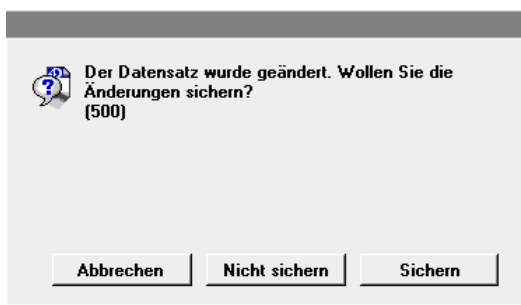 Der Datensatz wurde geändert. Wollen Sie die
Änderungen sichern?
(500)
Abbrechen
Nicht sichern
Sichern